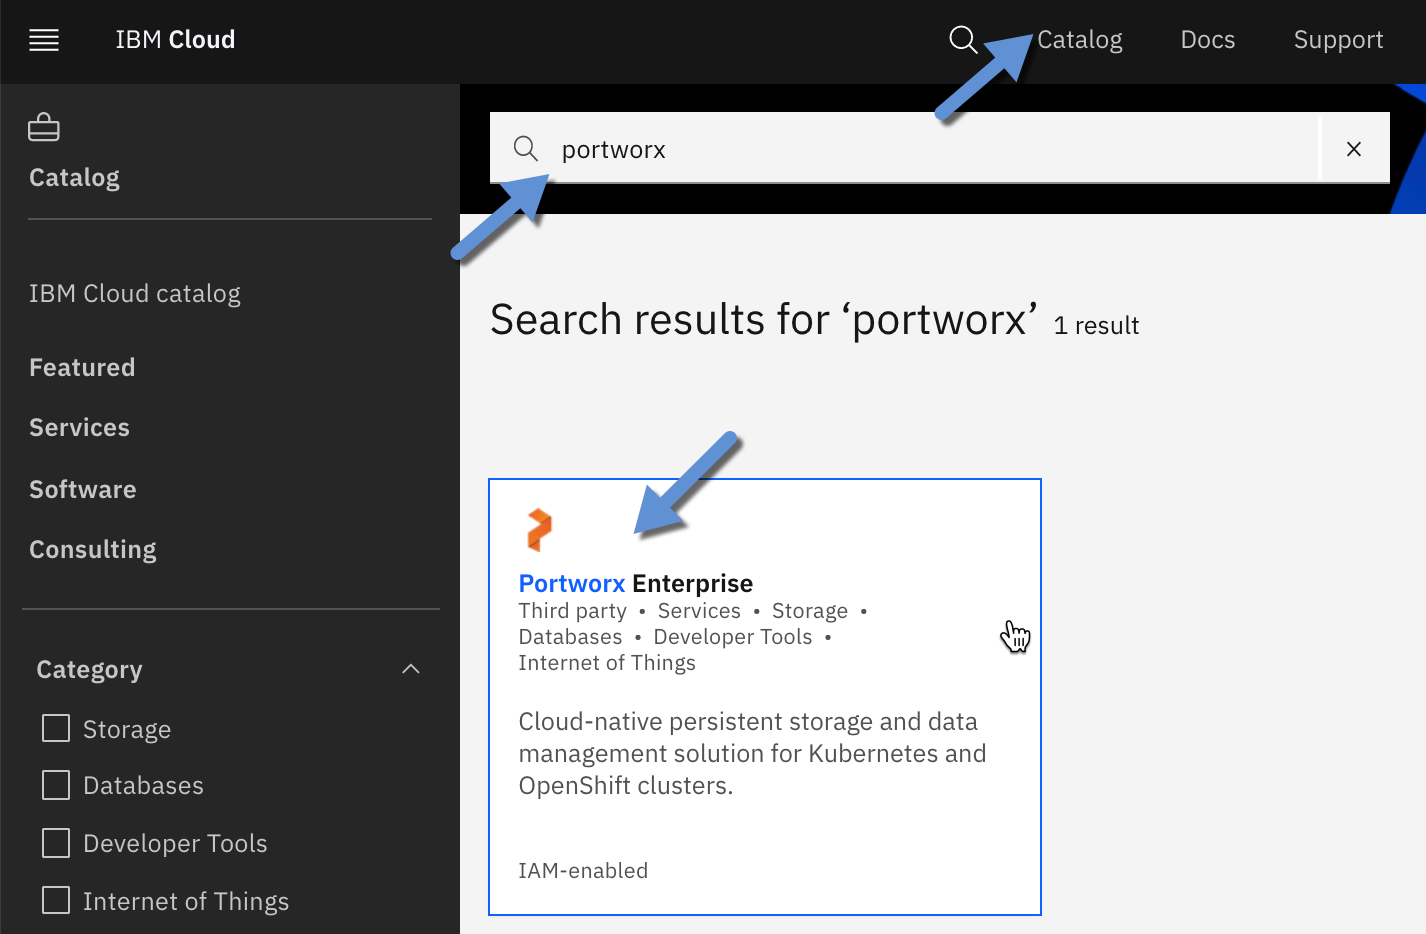 IBM Cloud
Catalog
Docs
Support
Catalog
IBM Cloud catalog
Featured
Services
Software
Consulting
Category
Storage
Databases
Developer Tools
Internet of Things
portworx
Search results for ‘portworx’ 1 result
Portworx Enterprise
Third party • Services • Storage •
Databases • Developer Tools •
Internet of Things
Cloud-native persistent storage and data
management solution for Kubernetes and
OpenShift clusters.
IAM-enabled